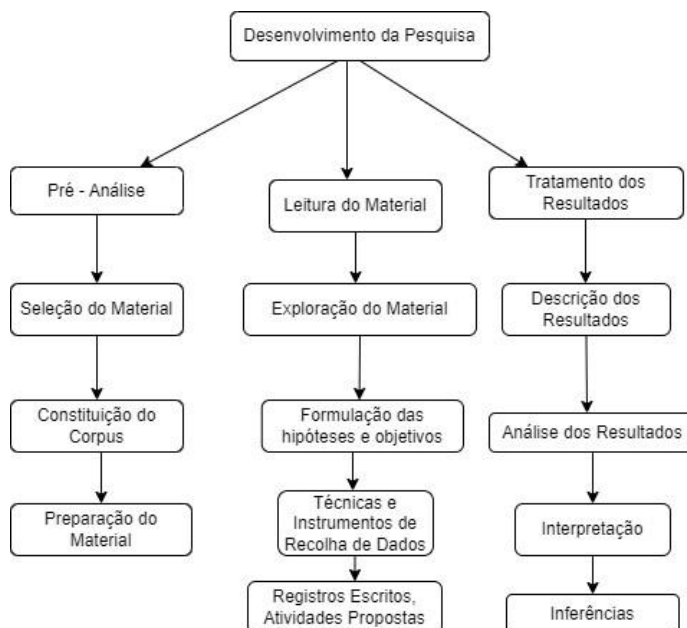 Desenvolvimento da Pesquisa
Pré - Análise
Seleção do Material
Constituição do
Corpus
Preparação do
Material
Leitura do Material
Exploração do Material
Formulação das
hipóteses e objetivos
Técnicas e
Instrumentos de
Recolha de Dados
Registros Escritos,
Atividades Propostas
Tratamento dos
Resultados
Descrição dos
Resultados
Análise dos Resultados
Interpretação
Inferências